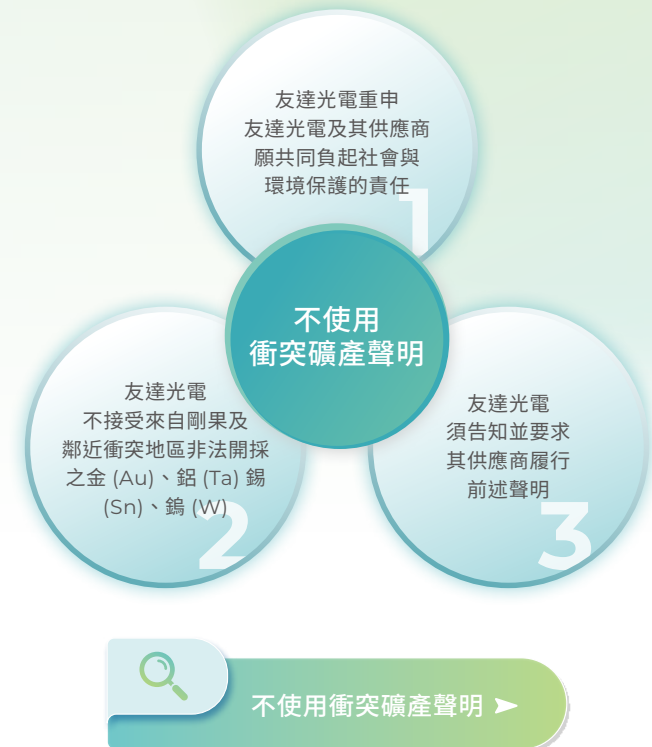 友達光電重申
友達光電及其供應商
願共同負起社會與
環境保護的責任
1
不使用
衝突礦產聲明
友達光電
不接受來自剛果及
鄰近衝突地區非法開採
之金 (Au)、鋁 (Ta) 錫
(Sn)、鎢 (W)
2
友達光電
須告知並要求
其供應商履行
前述聲明
3
不使用衝突礦產聲明 ➤